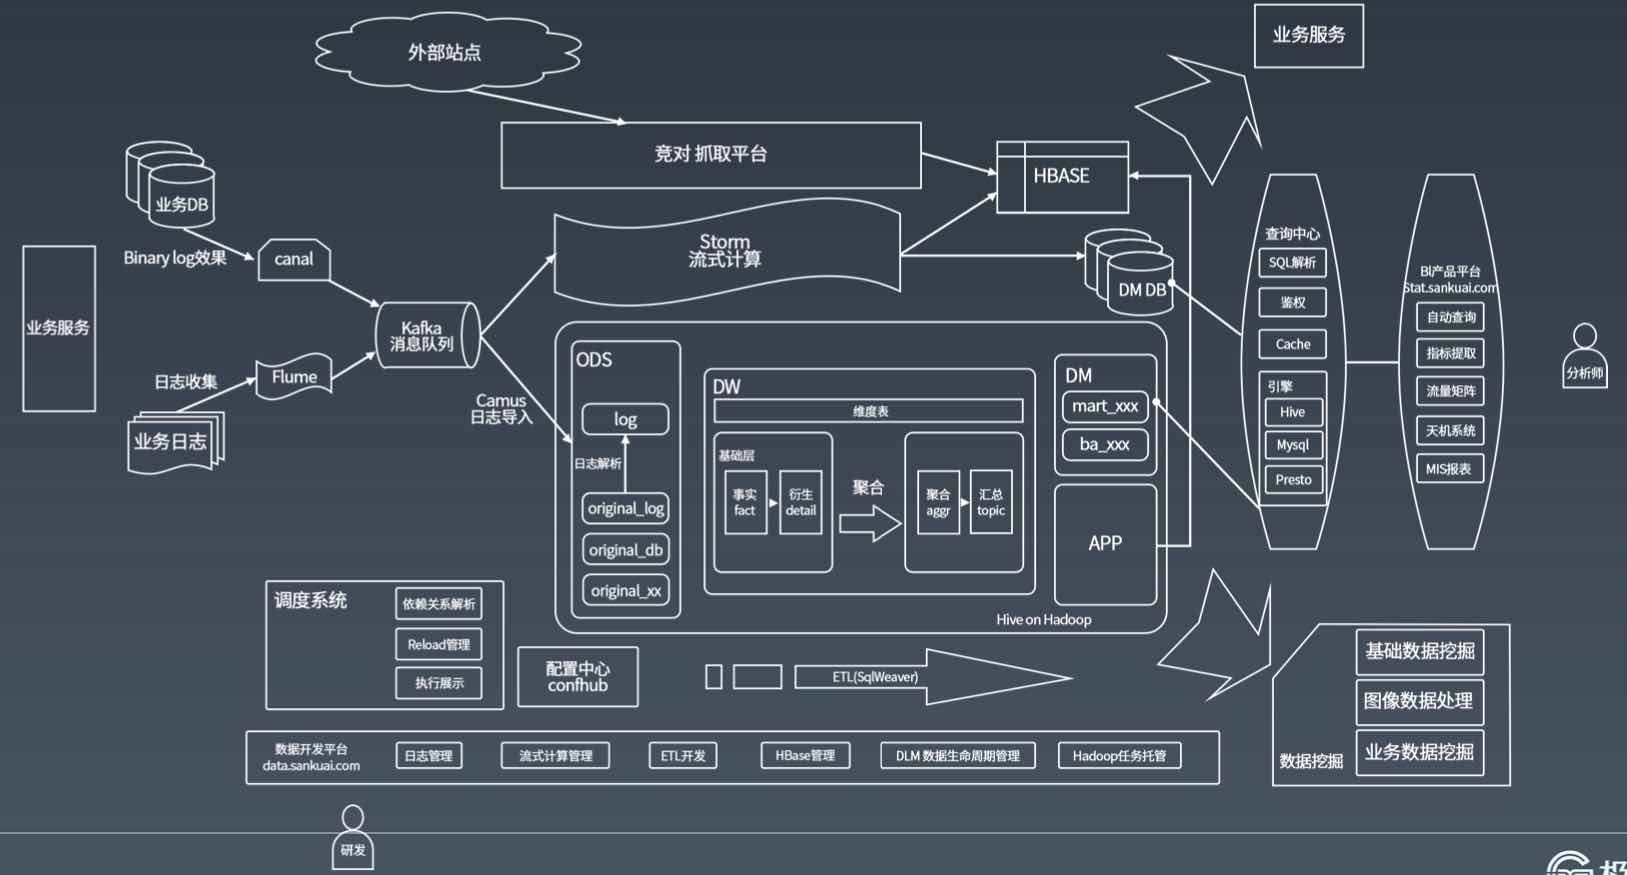 外部站点
业务服务
竞对 抓取平台
HBASE
业务DB
Binary log效果
canal
Storm
流式计算
DM DB
业务服务
Kafka
消息队列
日志收集
Flume
业务日志
Camus
日志导入
ODS
log
日志解析
original_log
original_db
original_xx
DW
维度表
基础层
事实
fact
衍生
detail
聚合
聚合
aggr
汇总
topic
DM
mart_xxx
ba_xxx
APP
Hive on Hadoop
查询中心
SQL解析
鉴权
Cache
引擎
Hive
Mysql
Presto
BI产品平台
Stat.sankuai.com
自动查询
指标提取
流量矩阵
天机系统
MIS报表
分析师
调度系统
依赖关系解析
Reload管理
执行展示
配置中心
confhub
ETL(SqlWeaver)
基础数据挖掘
图像数据处理
业务数据挖掘
数据挖掘
数据开发平台
data.sankuai.com
日志管理
流式计算管理
ETL开发
HBase管理
DLM 数据生命周期管理
Hadoop任务托管
研发